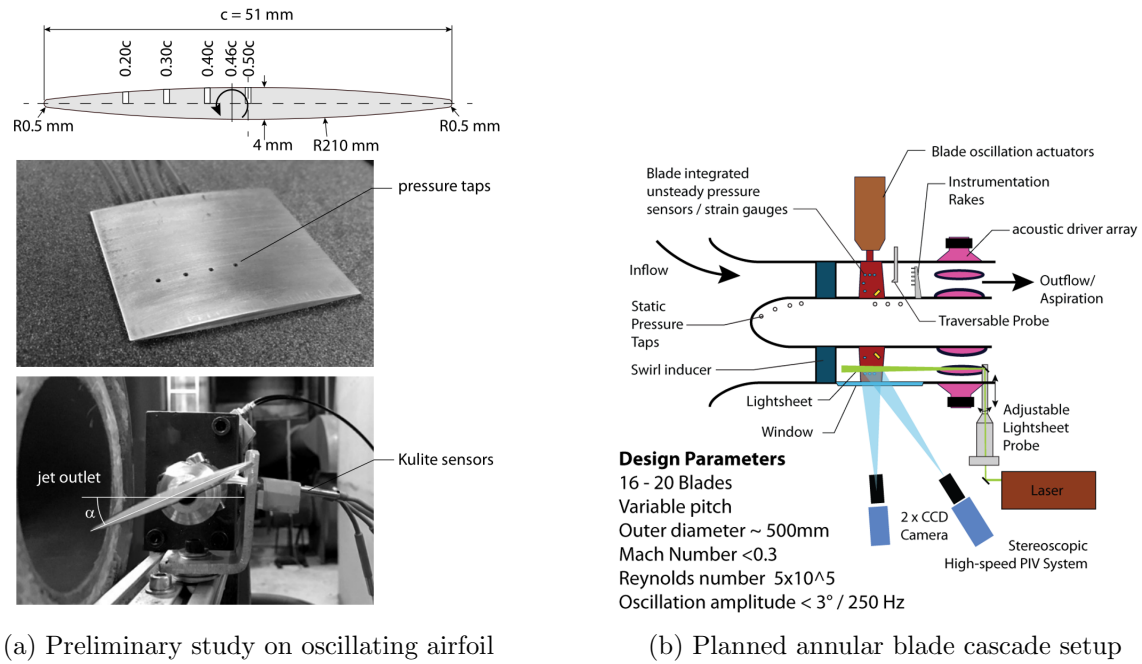 c = 51 mm
0.20c
0.30c
0.40c
0.46c
0.50c
R0.5 mm
4 mm
R210 mm
R0.5 mm
pressure taps
jet outlet
α
Kulite sensors
(a) Preliminary study on oscillating airfoil
Blade oscillation actuators
Blade integrated
unsteady pressure
sensors / strain gauges
Instrumentation
Rakes
acoustic driver array
Inflow
Outflow/
Aspiration
Static
Pressure
Taps
Traversable Probe
Swirl inducer
Lightsheet
Window
Adjustable
Lightsheet
Probe
Laser
2 x CCD
Camera
Stereoscopic
High-speed PIV System
Design Parameters
16 - 20 Blades
Variable pitch
Outer diameter ~ 500mm
Mach Number <0.3
Reynolds number 5x10^5
Oscillation amplitude < 3° / 250 Hz
(b) Planned annular blade cascade setup